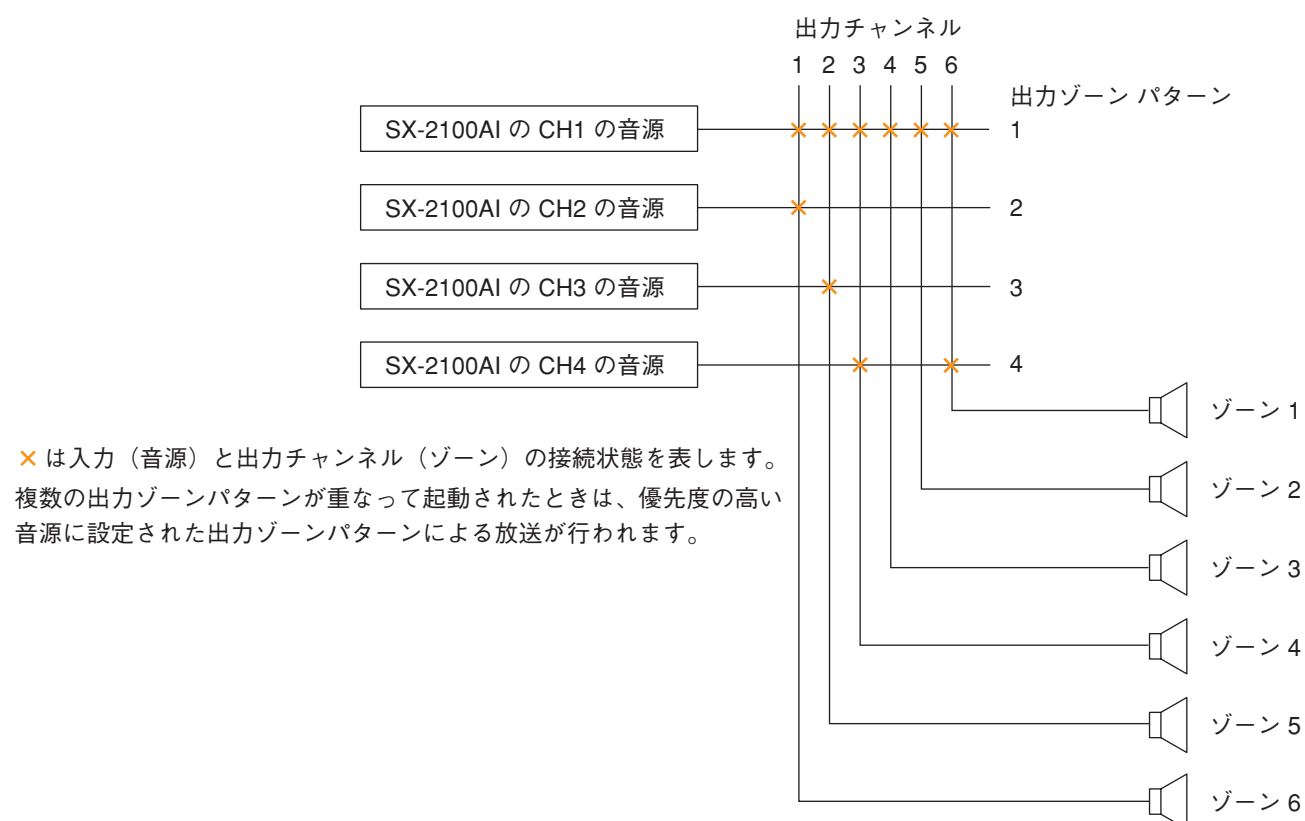 出力チャンネル
1 2 3 4 5 6
出力ゾーン パターン
SX-2100AI の CH1 の音源
1
SX-2100AI の CH2 の音源
2
SX-2100AI の CH3 の音源
3
SX-2100AI の CH4 の音源
4
ゾーン 1
× は入力（音源）と出力チャンネル（ゾーン）の接続状態を表します。
複数の出力ゾーンパターンが重なって起動されたときは、優先度の高い
音源に設定された出力ゾーンパターンによる放送が行われます。
ゾーン 2
ゾーン 3
ゾーン 4
ゾーン 5
ゾーン 6